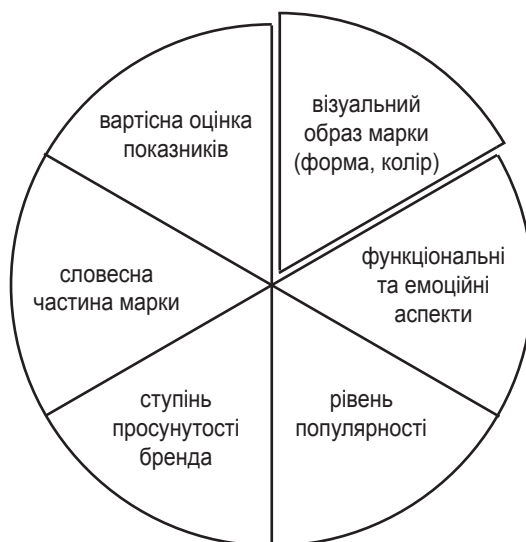 вартісна оцінка
показників
візуальний
образ марки
(форма, колір)
словесна
частина марки
функціональні
та емоційні
аспекти
ступінь
просунутості
бренда
рівень
популярності